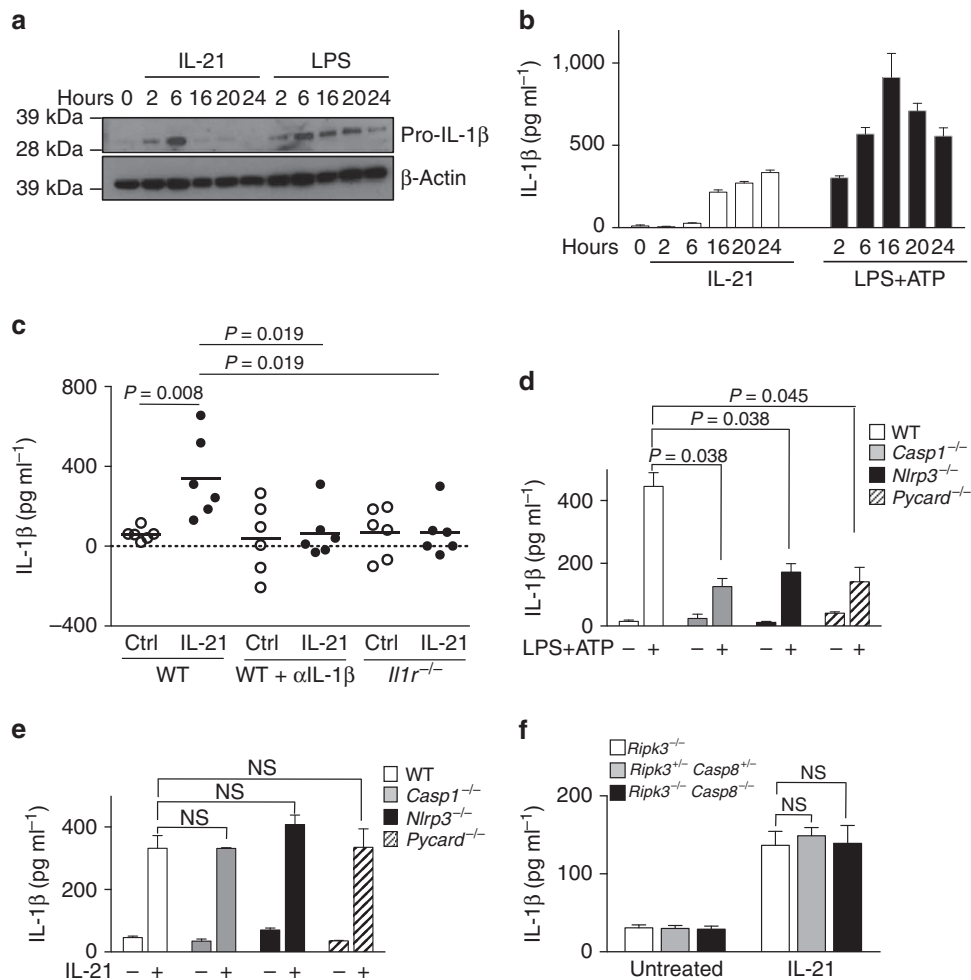 a
IL-21 LPS
Hours 0 2 6 16 20 24 2 6 16 20 24
39 kDa
28 kDa
Pro-IL-1β
39 kDa
β-Actin
b
IL-1β (pg ml⁻¹)
1,000
500
0
Hours 0 2 6 16 20 24 2 6 16 20 24
IL-21 LPS+ATP
c
P = 0.019
P = 0.019
P = 0.008
IL-1β (pg ml⁻¹)
800
400
0
−400
Ctrl IL-21 Ctrl IL-21 Ctrl IL-21
WT WT + αIL-1β Il1r⁻/⁻
d
P = 0.045
P = 0.038
P = 0.038
WT
Casp1⁻/⁻
Nlrp3⁻/⁻
Pycard⁻/⁻
IL-1β (pg ml⁻¹)
400
200
0
LPS+ATP − + − + − + − +
e
NS
NS
NS
WT
Casp1⁻/⁻
Nlrp3⁻/⁻
Pycard⁻/⁻
IL-1β (pg ml⁻¹)
400
200
0
IL-21 − + − + − + − +
f
Ripk3⁻/⁻
Ripk3⁺/⁻ Casp8⁺/⁻
Ripk3⁻/⁻ Casp8⁻/⁻
NS
NS
IL-1β (pg ml⁻¹)
200
100
0
Untreated IL-21